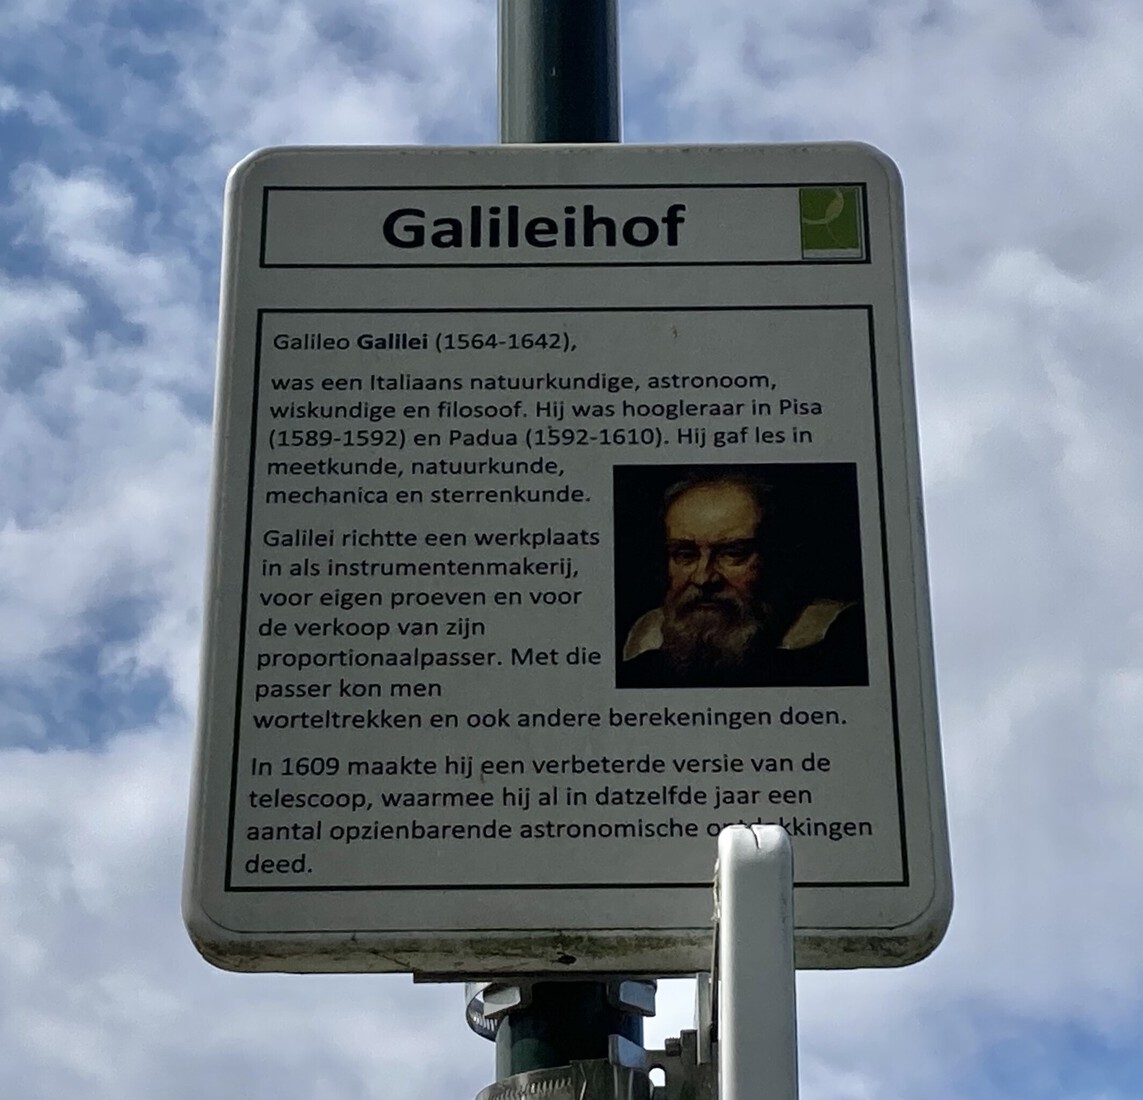 Galileihof
Galileo Galilei (1564-1642),
was een Italiaans natuurkundige, astronoom,
wiskundige en filosoof. Hij was hoogleraar in Pisa
(1589-1592) en Padua (1592-1610). Hij gaf les in
meetkunde, natuurkunde,
mechanica en sterrenkunde.
Galilei richtte een werkplaats
in als instrumentenmakerij,
voor eigen proeven en voor
de verkoop van zijn
proportionaalpasser. Met die
passer kon men
worteltrekken en ook andere berekeningen doen.
In 1609 maakte hij een verbeterde versie van de
telescoop, waarmee hij al in datzelfde jaar een
aantal opzienbarende astronomische
deed.